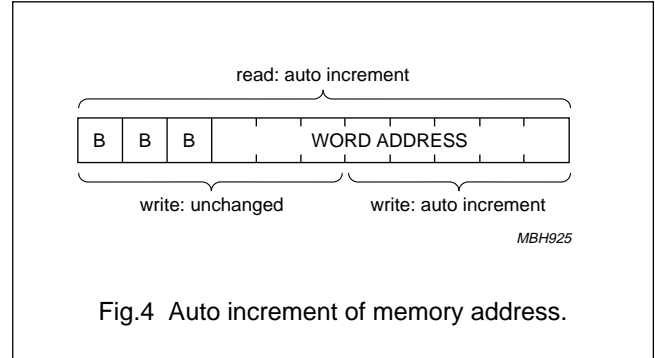 read: auto increment
B B B WORD ADDRESS
write: unchanged write: auto increment
MBH925
Fig.4 Auto increment of memory address.